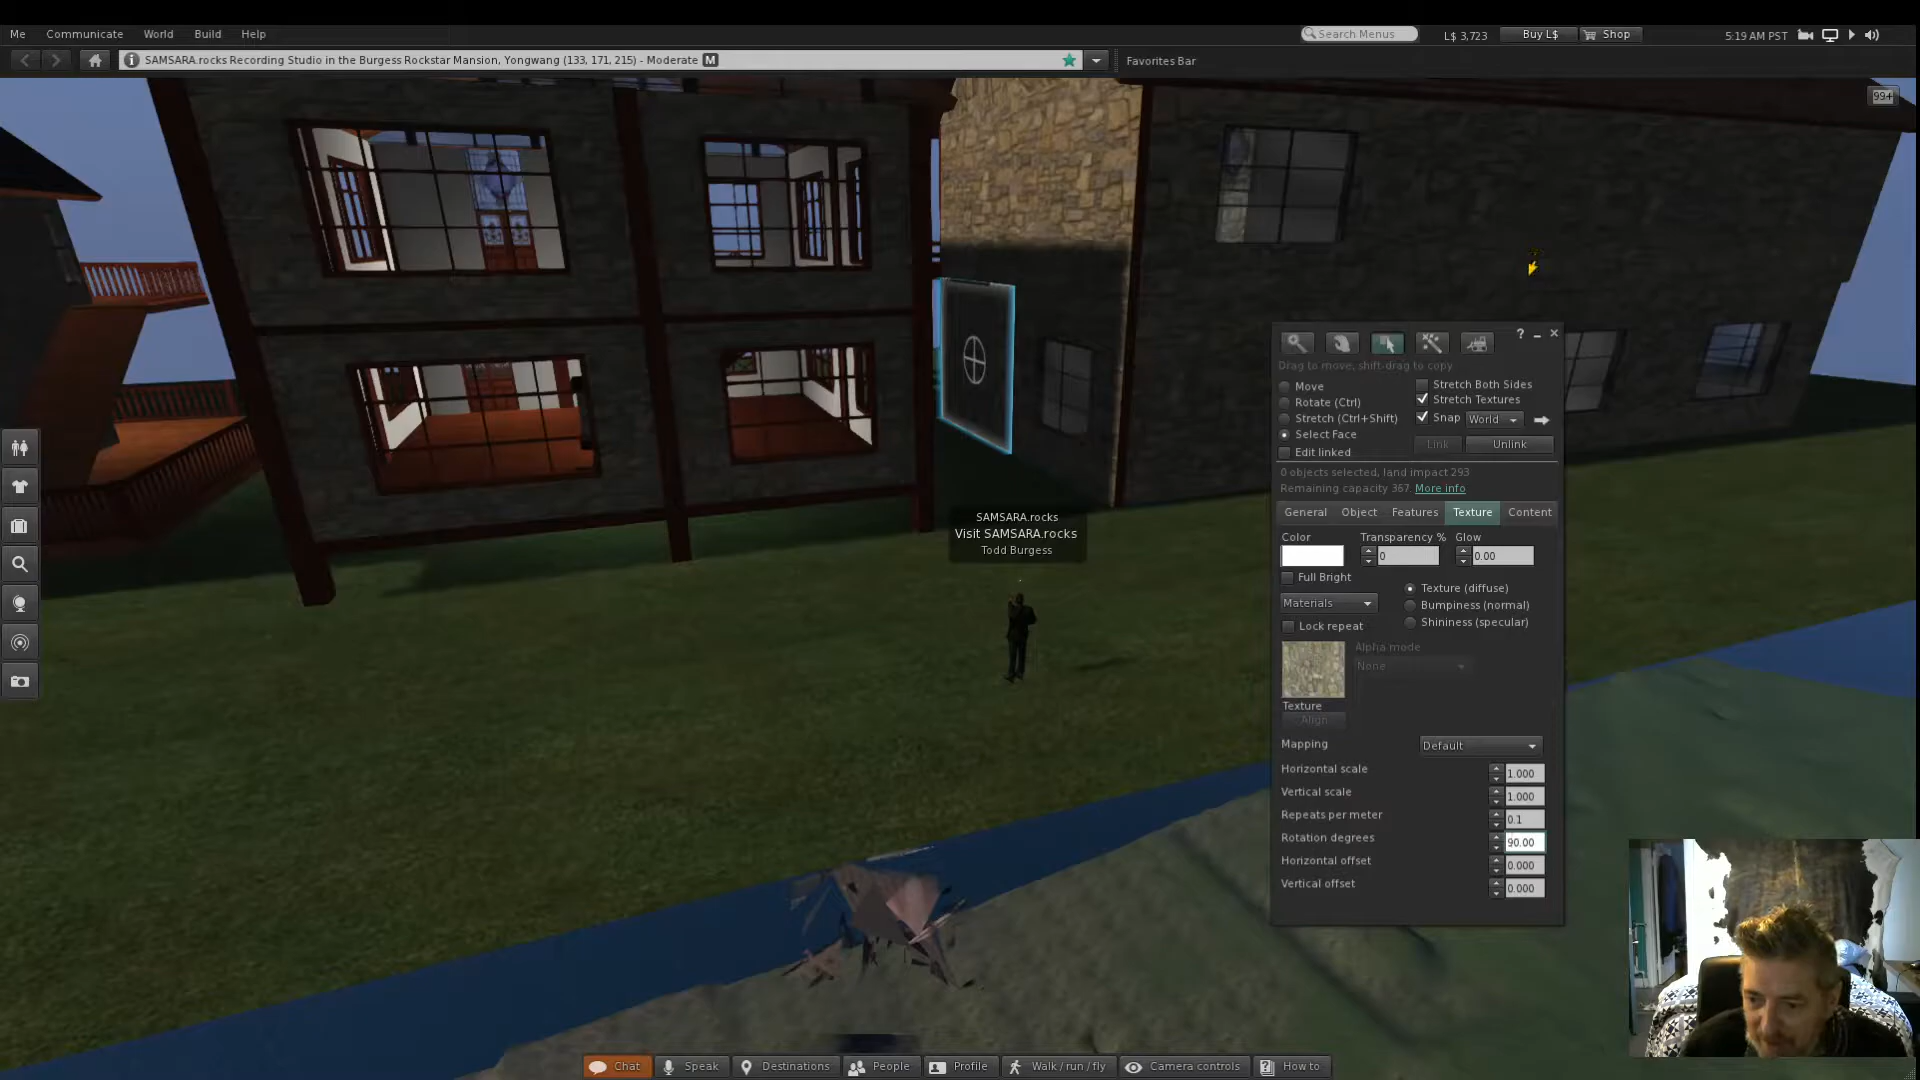 Me Communicate World Build Help
Search Menus L$ 3,723 Buy L$ Shop 5:19 AM PST
SAMSARA.rocks Recording Studio in the Burgess Rockstar Mansion, Yongwang (133, 171, 215) - Moderate M Favorites Bar
99+
? _ ×
Drag to move, shift-drag to copy
Move Stretch Both Sides
Rotate (Ctrl) Stretch Textures
Stretch (Ctrl+Shift) Snap World
Select Face Link Unlink
Edit linked
0 objects selected, land impact 293
Remaining capacity 367. More info
General Object Features Texture Content
Color Transparency % Glow
0 0.00
Full Bright Texture (diffuse)
Materials Bumpiness (normal)
Lock repeat Shininess (specular)
Alpha mode
None
Texture
Align
Mapping Default
Horizontal scale 1.000
Vertical scale 1.000
Repeats per meter 0.1
Rotation degrees 90.00
Horizontal offset 0.000
Vertical offset 0.000
SAMSARA.rocks
Visit SAMSARA.rocks
Todd Burgess
Chat Speak Destinations People Profile Walk / run / fly Camera controls How to